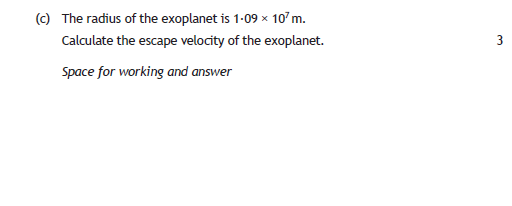 (c) The radius of the exoplanet is 1·09 × 10⁷ m.
Calculate the escape velocity of the exoplanet. 3
Space for working and answer